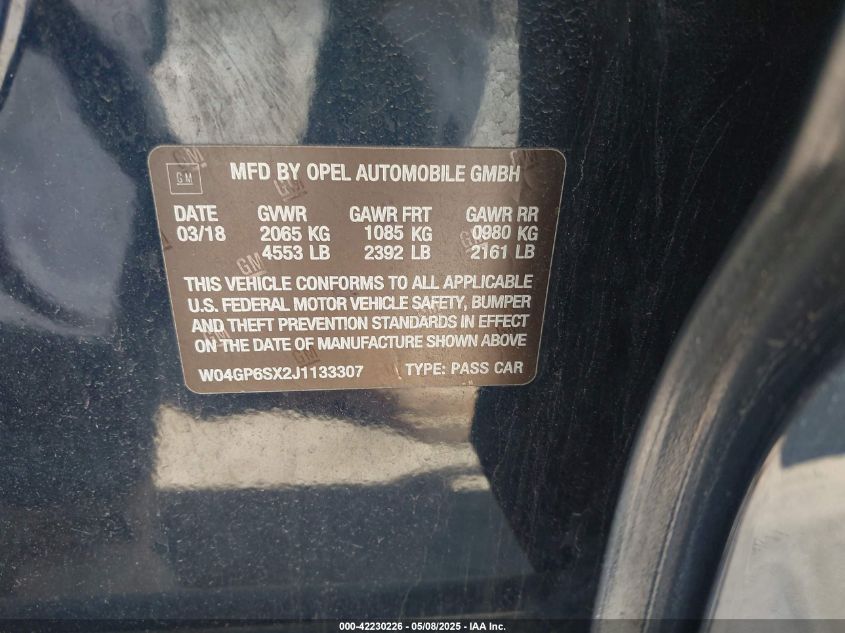 GM MFD BY OPEL AUTOMOBILE GMBH
DATE GVWR GAWR FRT GAWR RR
03/18 2065 KG 1085 KG 0980 KG
4553 LB 2392 LB 2161 LB
THIS VEHICLE CONFORMS TO ALL APPLICABLE
U.S. FEDERAL MOTOR VEHICLE SAFETY, BUMPER
AND THEFT PREVENTION STANDARDS IN EFFECT
ON THE DATE OF MANUFACTURE SHOWN ABOVE
W04GP6SX2J1133307 TYPE: PASS CAR
000-42230226 - 05/08/2025 - IAA Inc.